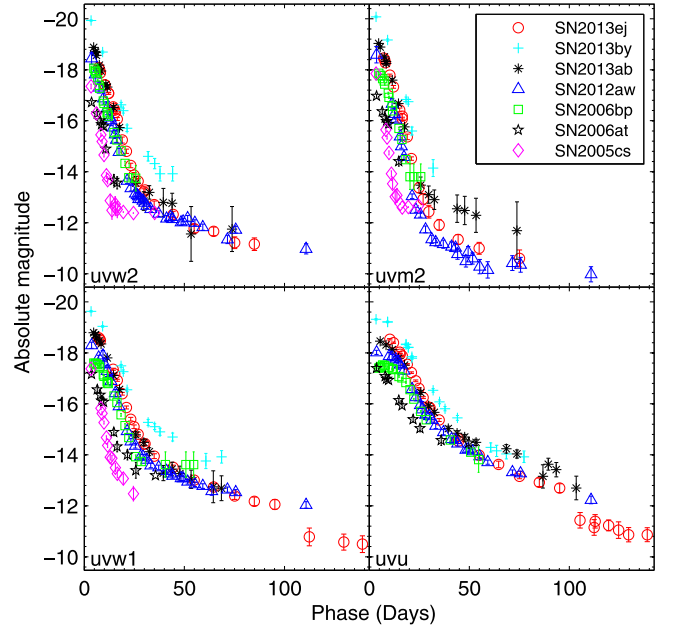 −20
−18
−16
−14
−12
−10
uvw2
uvm2
SN2013ej
SN2013by
SN2013ab
SN2012aw
SN2006bp
SN2006at
SN2005cs
Absolute magnitude
−20
−18
−16
−14
−12
−10
uvw1
uvu
0 50 100 0 50 100
Phase (Days)